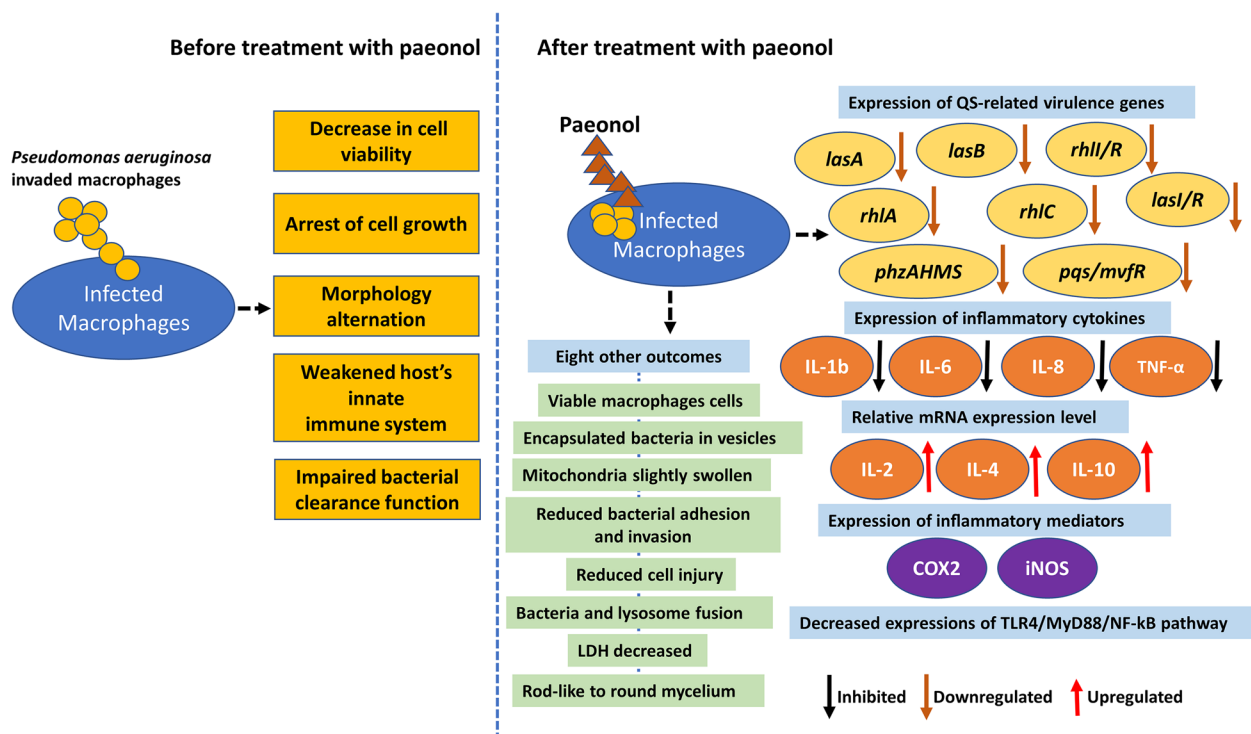 Before treatment with paeonol
Pseudomonas aeruginosa
invaded macrophages
Infected
Macrophages
Decrease in cell
viability
Arrest of cell growth
Morphology
alternation
Weakened host's
innate
immune system
Impaired bacterial
clearance function
After treatment with paeonol
Paeonol
Infected
Macrophages
Eight other outcomes
Viable macrophages cells
Encapsulated bacteria in vesicles
Mitochondria slightly swollen
Reduced bacterial adhesion
and invasion
Reduced cell injury
Bacteria and lysosome fusion
LDH decreased
Rod-like to round mycelium
Expression of QS-related virulence genes
lasA
lasB
rhlI/R
rhlA
rhlC
lasI/R
phzAHMS
pqs/mvfR
Expression of inflammatory cytokines
IL-1b
IL-6
IL-8
TNF-α
Relative mRNA expression level
IL-2
IL-4
IL-10
Expression of inflammatory mediators
COX2
iNOS
Decreased expressions of TLR4/MyD88/NF-kB pathway
Inhibited
Downregulated
Upregulated